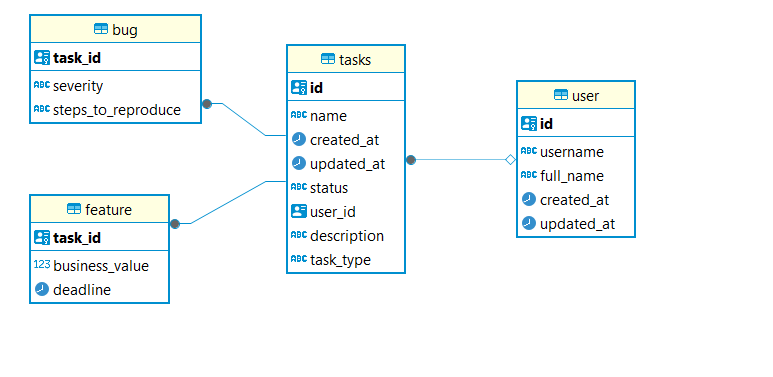 bug
task_id
ABC severity
ABC steps_to_reproduce
feature
task_id
123 business_value
deadline
tasks
id
ABC name
created_at
updated_at
ABC status
user_id
ABC description
ABC task_type
user
id
ABC username
ABC full_name
created_at
updated_at